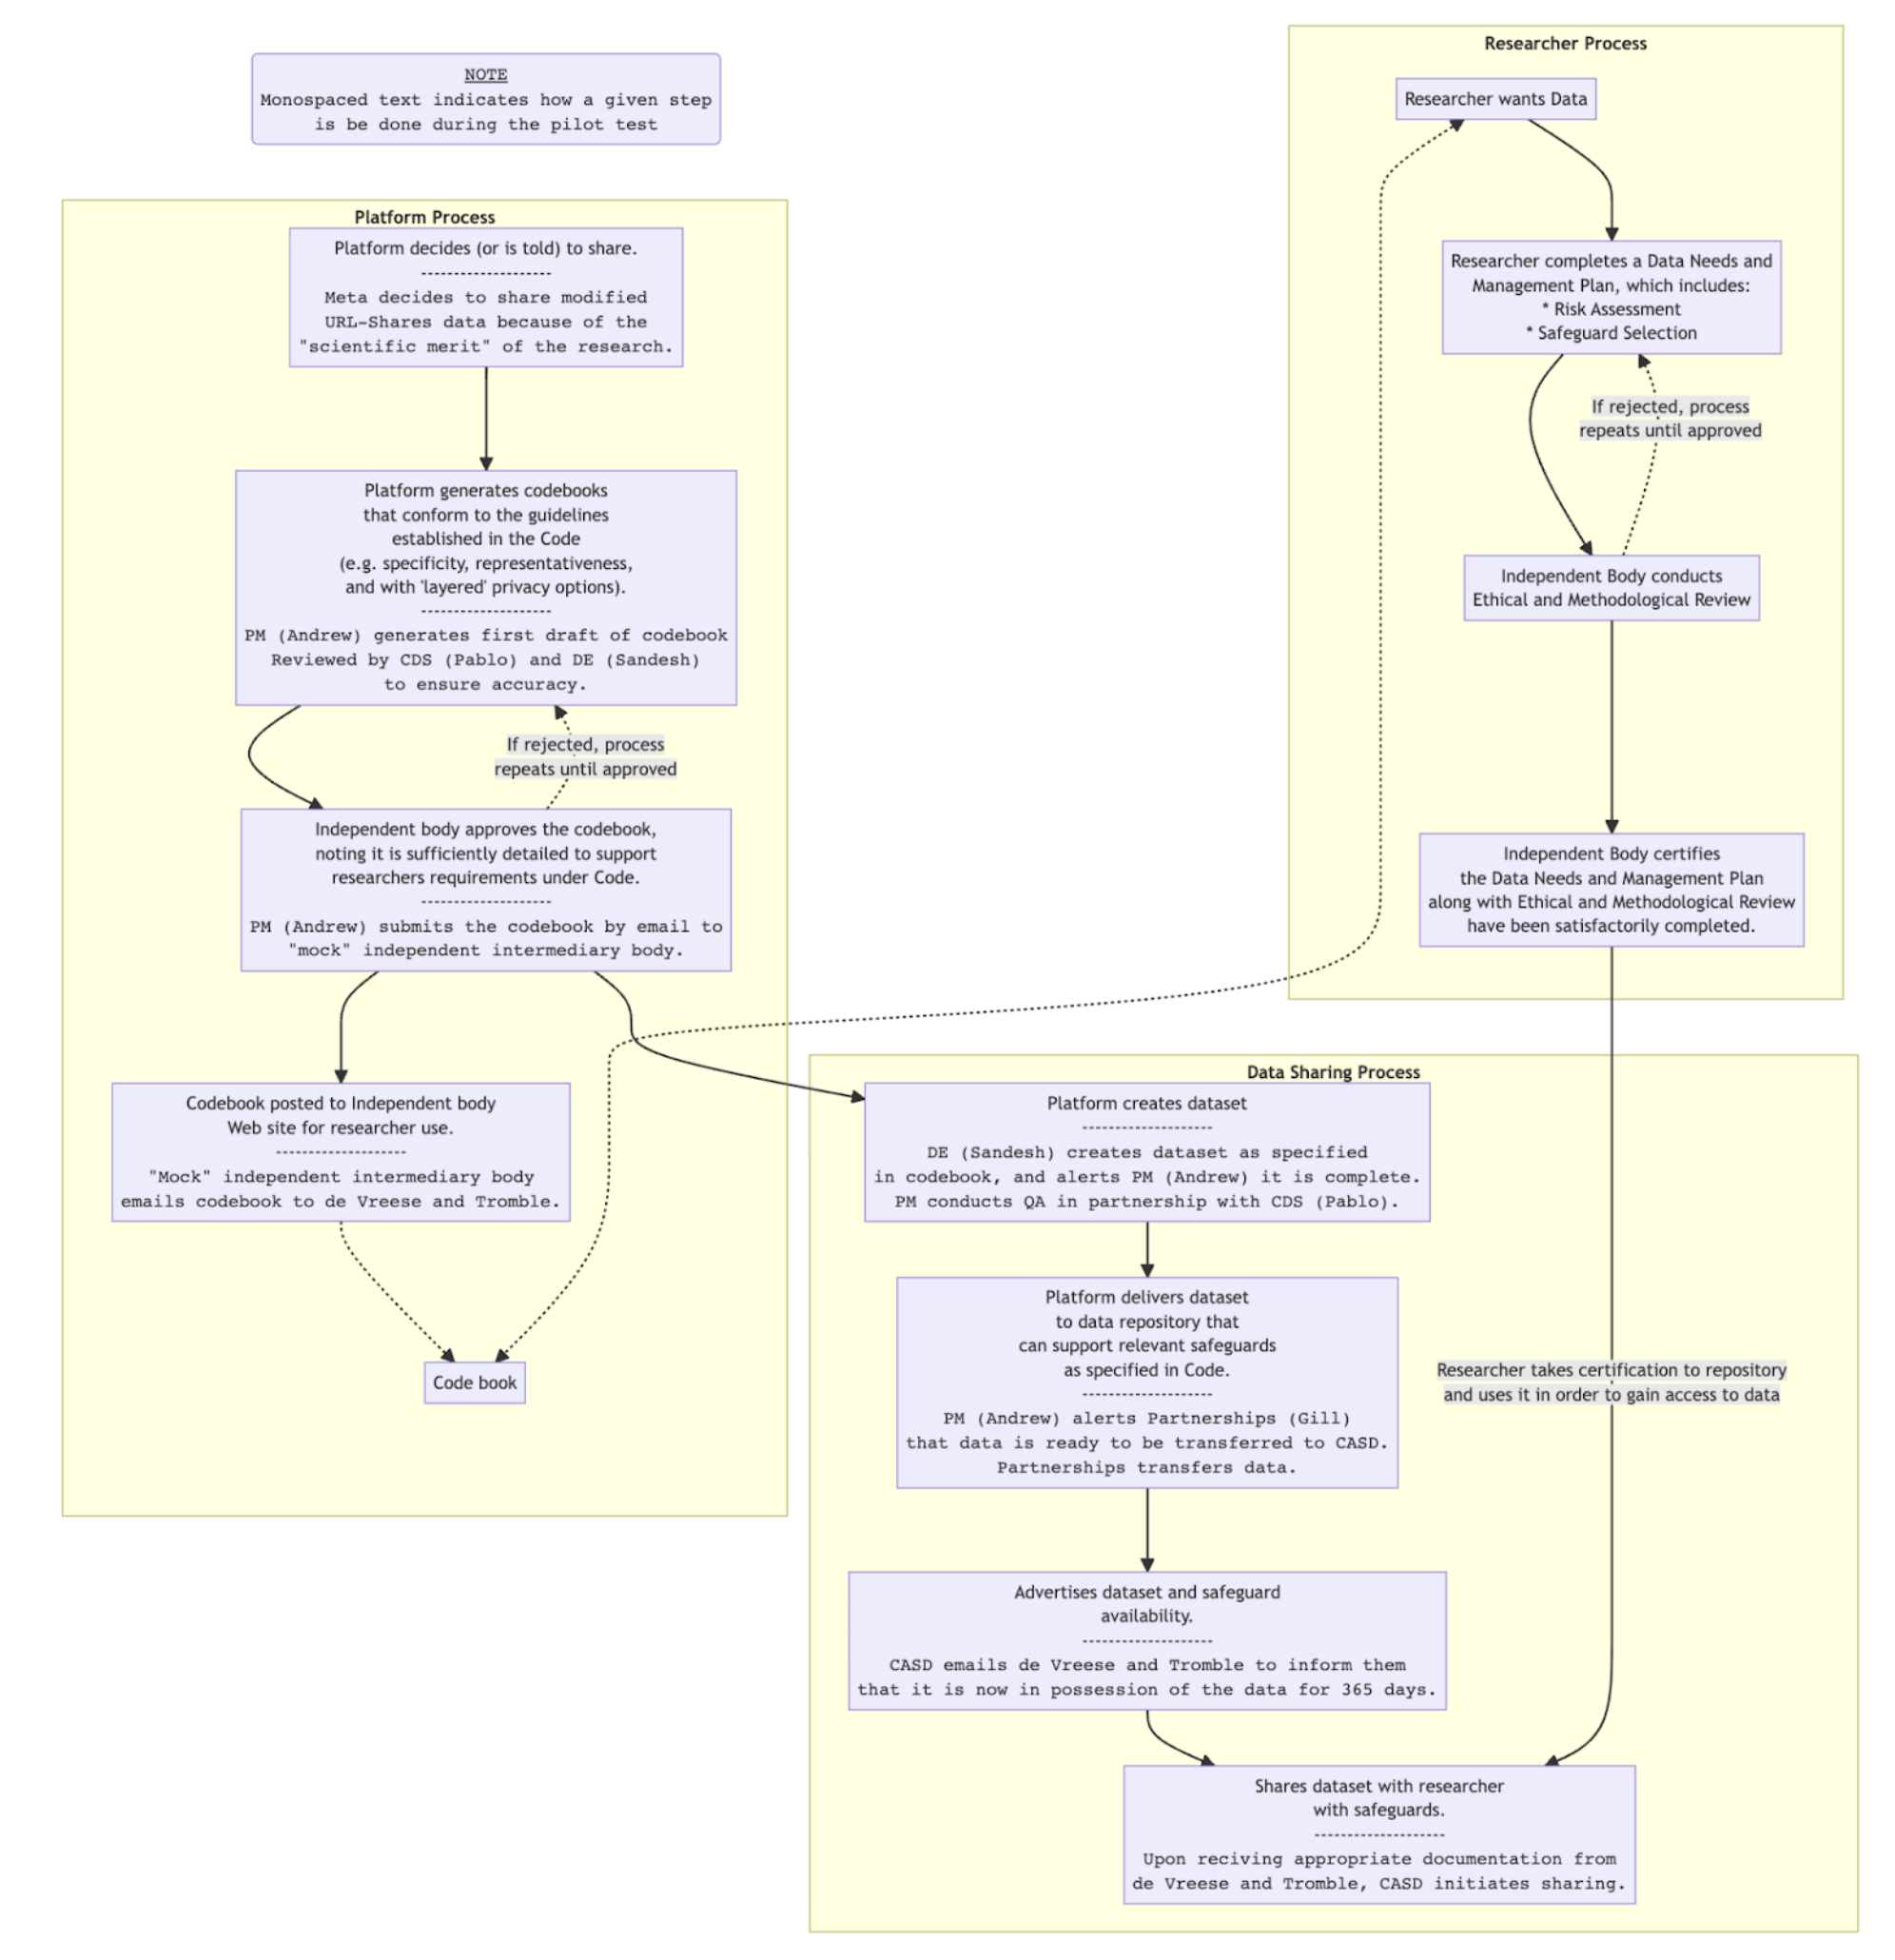 NOTE
Monospaced text indicates how a given step
is be done during the pilot test
Platform Process
Platform decides (or is told) to share.
--------------------
Meta decides to share modified
URL-Shares data because of the
"scientific merit" of the research.
Platform generates codebooks
that conform to the guidelines
established in the Code
(e.g. specificity, representativeness,
and with 'layered' privacy options).
--------------------
PM (Andrew) generates first draft of codebook
Reviewed by CDS (Pablo) and DE (Sandesh)
to ensure accuracy.
If rejected, process
repeats until approved
Independent body approves the codebook,
noting it is sufficiently detailed to support
researchers requirements under Code.
--------------------
PM (Andrew) submits the codebook by email to
"mock" independent intermediary body.
Codebook posted to Independent body
Web site for researcher use.
--------------------
"Mock" independent intermediary body
emails codebook to de Vreese and Tromble.
Code book
Researcher Process
Researcher wants Data
Researcher completes a Data Needs and
Management Plan, which includes:
* Risk Assessment
* Safeguard Selection
If rejected, process
repeats until approved
Independent Body conducts
Ethical and Methodological Review
Independent Body certifies
the Data Needs and Management Plan
along with Ethical and Methodological Review
have been satisfactorily completed.
Data Sharing Process
Platform creates dataset
--------------------
DE (Sandesh) creates dataset as specified
in codebook, and alerts PM (Andrew) it is complete.
PM conducts QA in partnership with CDS (Pablo).
Platform delivers dataset
to data repository that
can support relevant safeguards
as specified in Code.
--------------------
PM (Andrew) alerts Partnerships (Gill)
that data is ready to be transferred to CASD.
Partnerships transfers data.
Researcher takes certification to repository
and uses it in order to gain access to data
Advertises dataset and safeguard
availability.
--------------------
CASD emails de Vreese and Tromble to inform them
that it is now in possession of the data for 365 days.
Shares dataset with researcher
with safeguards.
--------------------
Upon reciving appropriate documentation from
de Vreese and Tromble, CASD initiates sharing.